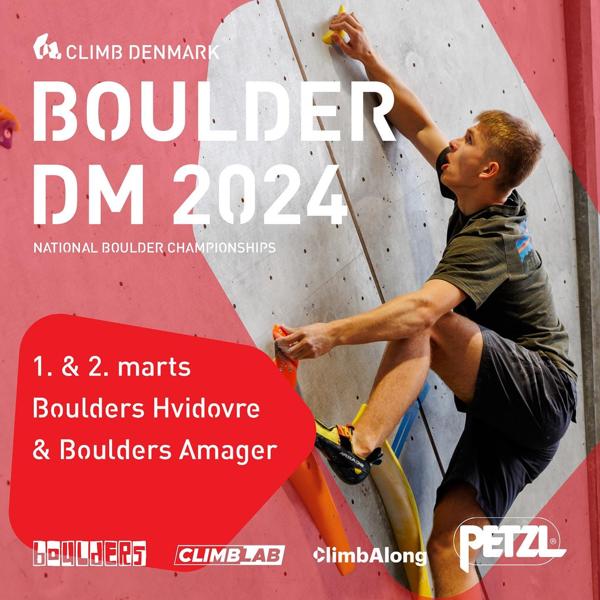 CLIMB DENMARK
BOULDER
DM 2024
NATIONAL BOULDER CHAMPIONSHIPS
1. & 2. marts
Boulders Hvidovre
& Boulders Amager
boulders
CLIMBLAB
ClimbAlong
PETZL